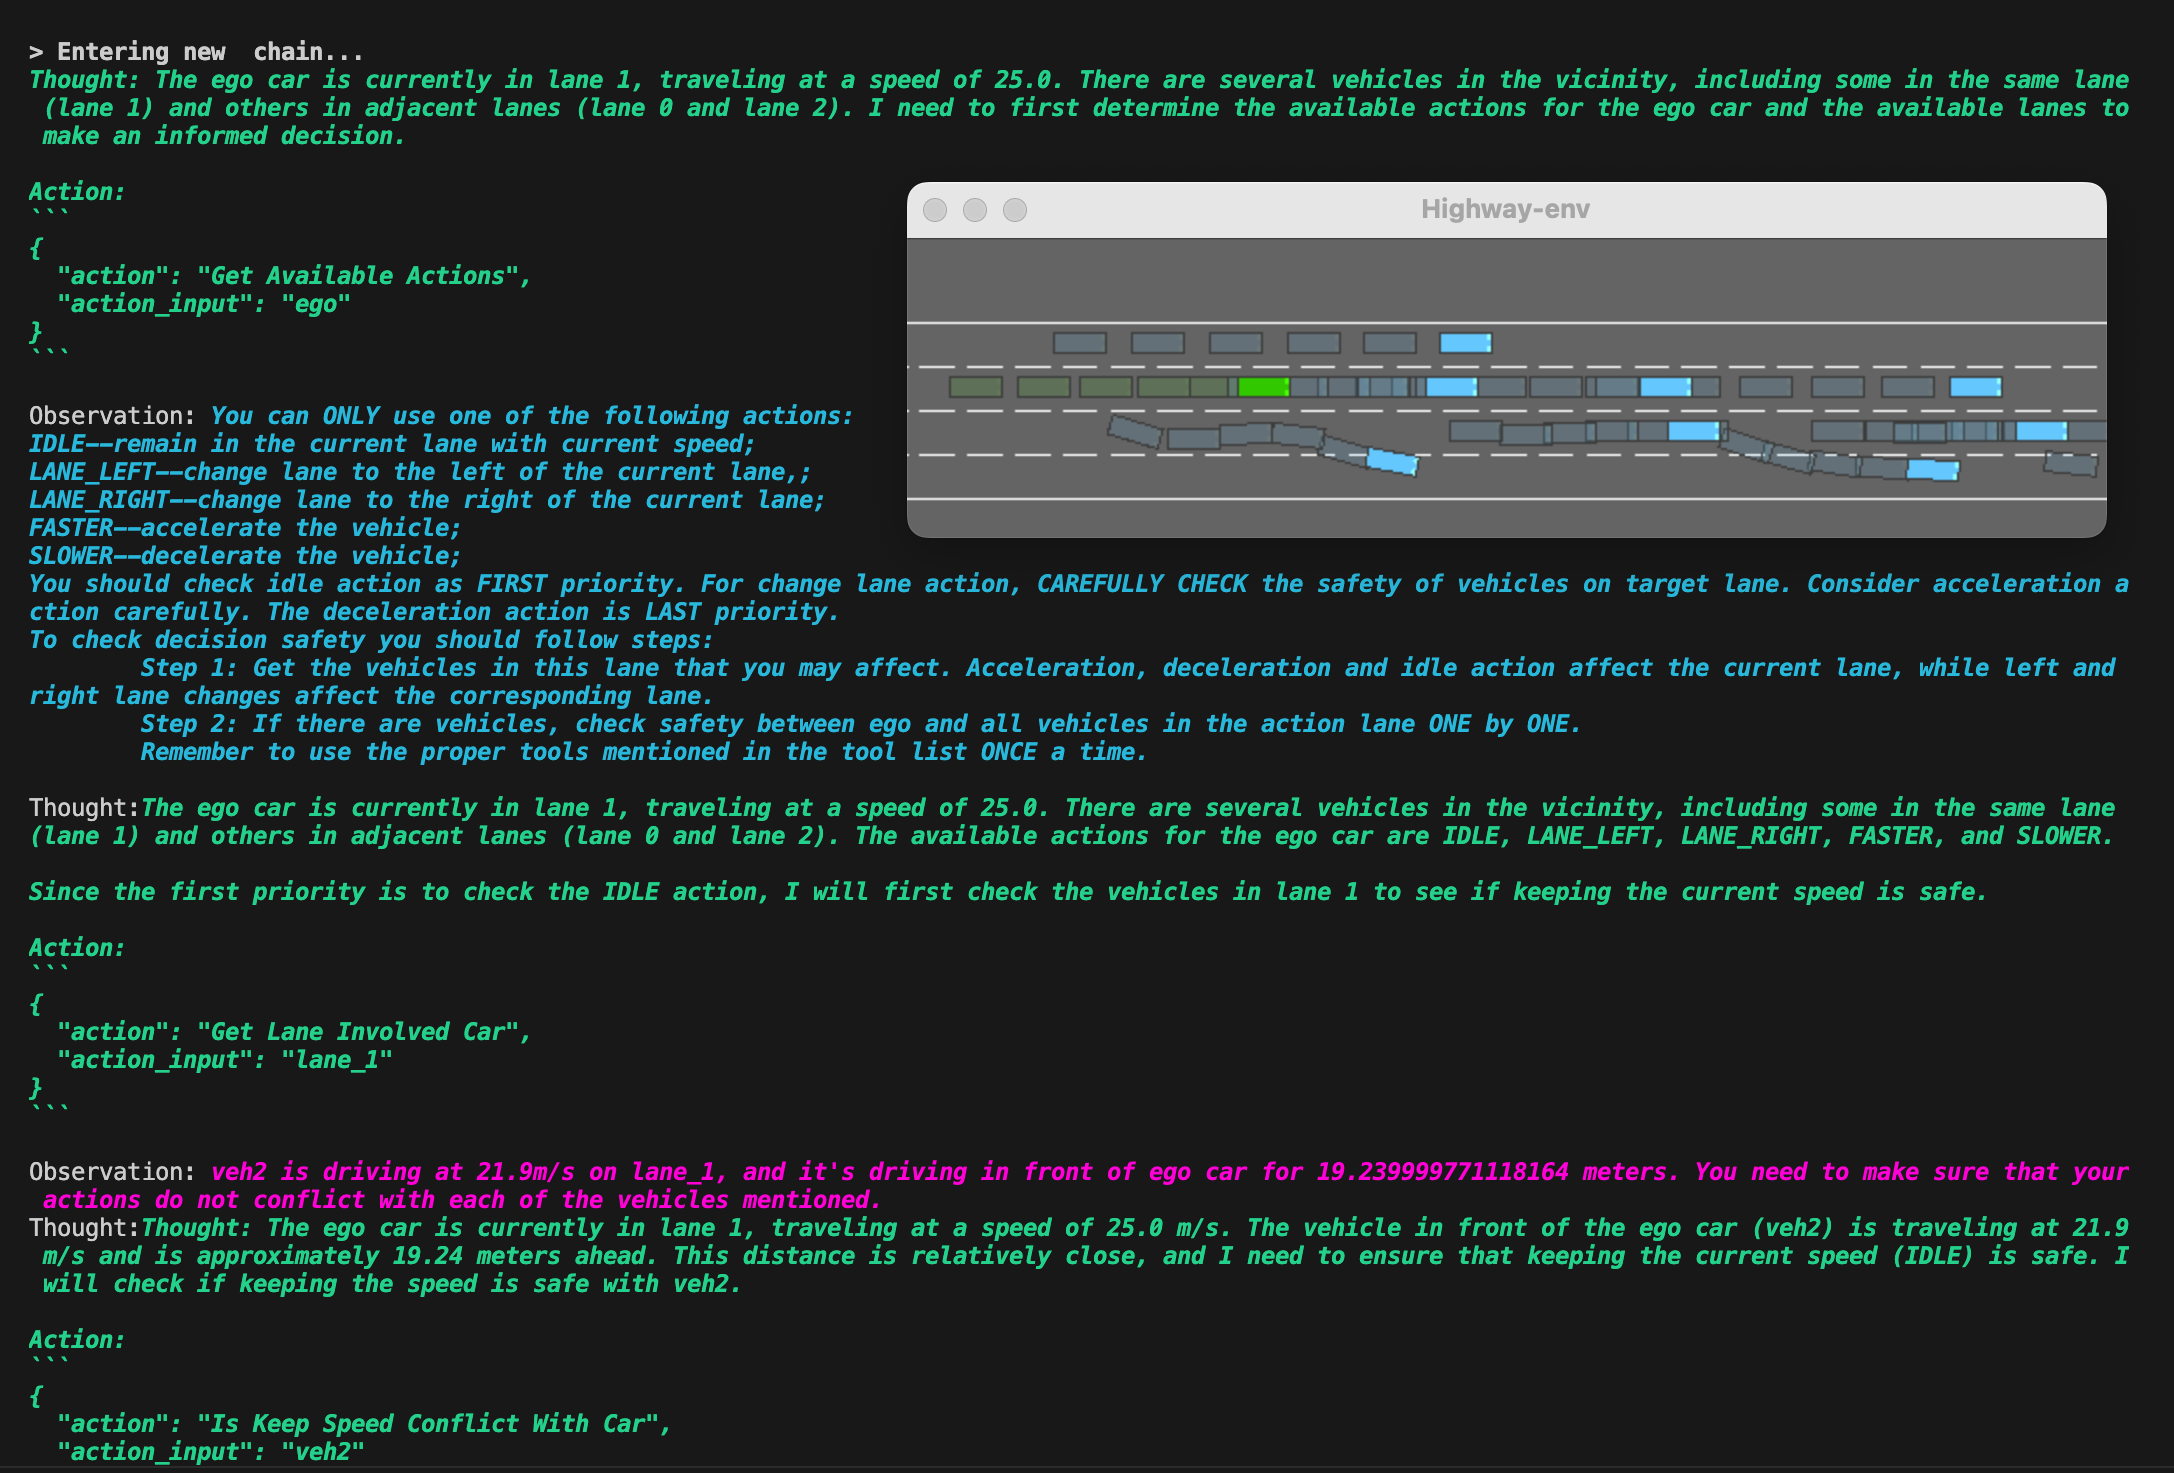 > Entering new  chain...
Thought: The ego car is currently in lane 1, traveling at a speed of 25.0. There are several vehicles in the vicinity, including some in the same lane
 (lane 1) and others in adjacent lanes (lane 0 and lane 2). I need to first determine the available actions for the ego car and the available lanes to
 make an informed decision.
Action:
```
{
  "action": "Get Available Actions",
  "action_input": "ego"
}
```
Highway-env
Observation: You can ONLY use one of the following actions:
IDLE——remain in the current lane with current speed;
LANE_LEFT——change lane to the left of the current lane,;
LANE_RIGHT——change lane to the right of the current lane;
FASTER——accelerate the vehicle;
SLOWER——decelerate the vehicle;
You should check idle action as FIRST priority. For change lane action, CAREFULLY CHECK the safety of vehicles on target lane. Consider acceleration a
ction carefully. The deceleration action is LAST priority.
To check decision safety you should follow steps:
        Step 1: Get the vehicles in this lane that you may affect. Acceleration, deceleration and idle action affect the current lane, while left and
right lane changes affect the corresponding lane.
        Step 2: If there are vehicles, check safety between ego and all vehicles in the action lane ONE by ONE.
        Remember to use the proper tools mentioned in the tool list ONCE a time.
Thought:The ego car is currently in lane 1, traveling at a speed of 25.0. There are several vehicles in the vicinity, including some in the same lane
(lane 1) and others in adjacent lanes (lane 0 and lane 2). The available actions for the ego car are IDLE, LANE_LEFT, LANE_RIGHT, FASTER, and SLOWER.
Since the first priority is to check the IDLE action, I will first check the vehicles in lane 1 to see if keeping the current speed is safe.
Action:
```
{
  "action": "Get Lane Involved Car",
  "action_input": "lane_1"
}
```
Observation: veh2 is driving at 21.9m/s on lane_1, and it's driving in front of ego car for 19.239999771118164 meters. You need to make sure that your
 actions do not conflict with each of the vehicles mentioned.
Thought:Thought: The ego car is currently in lane 1, traveling at a speed of 25.0 m/s. The vehicle in front of the ego car (veh2) is traveling at 21.9
 m/s and is approximately 19.24 meters ahead. This distance is relatively close, and I need to ensure that keeping the current speed (IDLE) is safe. I
 will check if keeping the speed is safe with veh2.
Action:
```
{
  "action": "Is Keep Speed Conflict With Car",
  "action_input": "veh2"